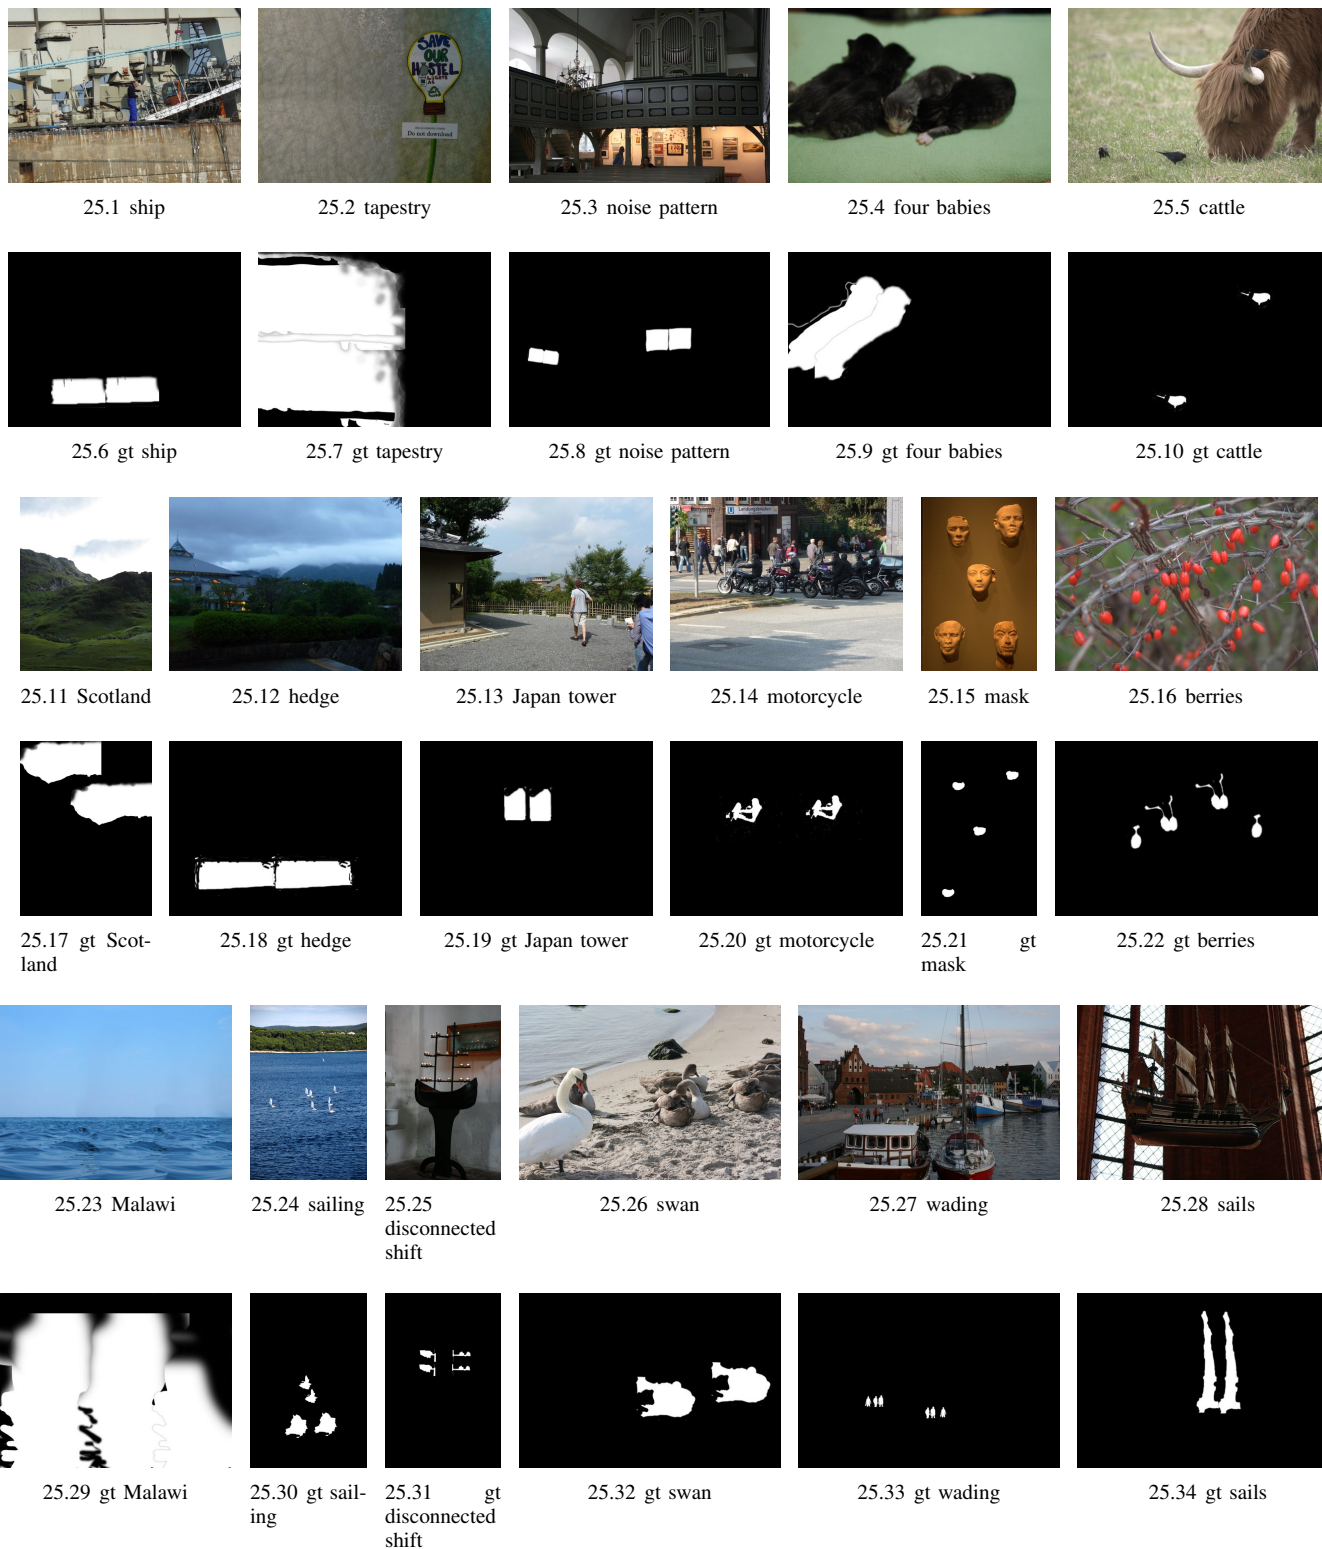 SAVE
OUR
HOSTEL
Do not download
25.1 ship
25.2 tapestry
25.3 noise pattern
25.4 four babies
25.5 cattle
25.6 gt ship
25.7 gt tapestry
25.8 gt noise pattern
25.9 gt four babies
25.10 gt cattle
25.11 Scotland
25.12 hedge
25.13 Japan tower
25.14 motorcycle
25.15 mask
25.16 berries
25.17 gt Scot-
land
25.18 gt hedge
25.19 gt Japan tower
25.20 gt motorcycle
25.21 gt
mask
25.22 gt berries
25.23 Malawi
25.24 sailing
25.25
disconnected
shift
25.26 swan
25.27 wading
25.28 sails
25.29 gt Malawi
25.30 gt sail-
ing
25.31 gt
disconnected
shift
25.32 gt swan
25.33 gt wading
25.34 gt sails